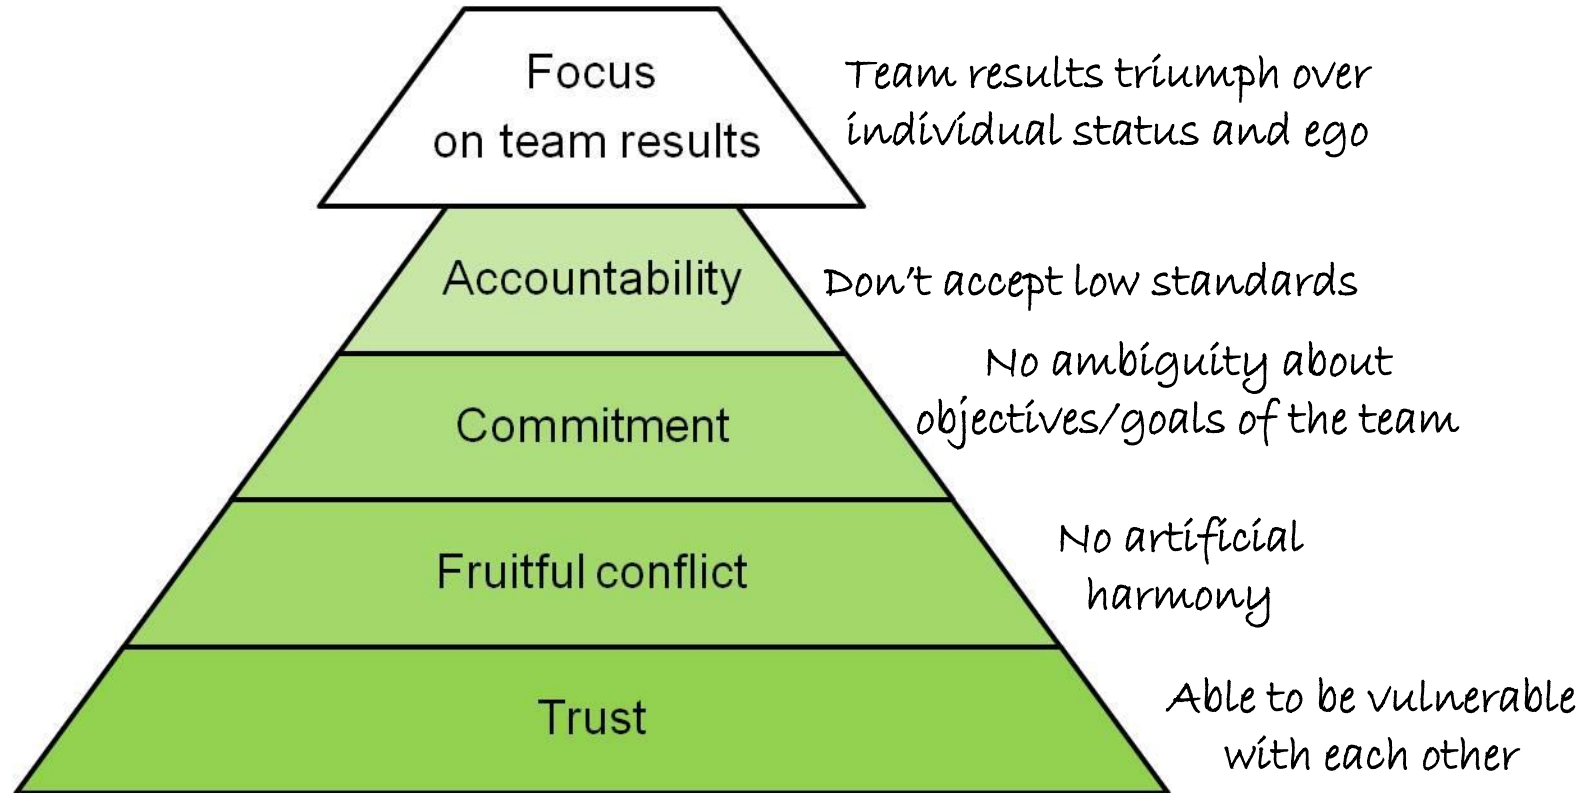 Focus
on team results
Team results triumph over
individual status and ego
Accountability
Don't accept low standards
Commitment
No ambiguity about
objectives/goals of the team
Fruitful conflict
No artificial
harmony
Trust
Able to be vulnerable
with each other